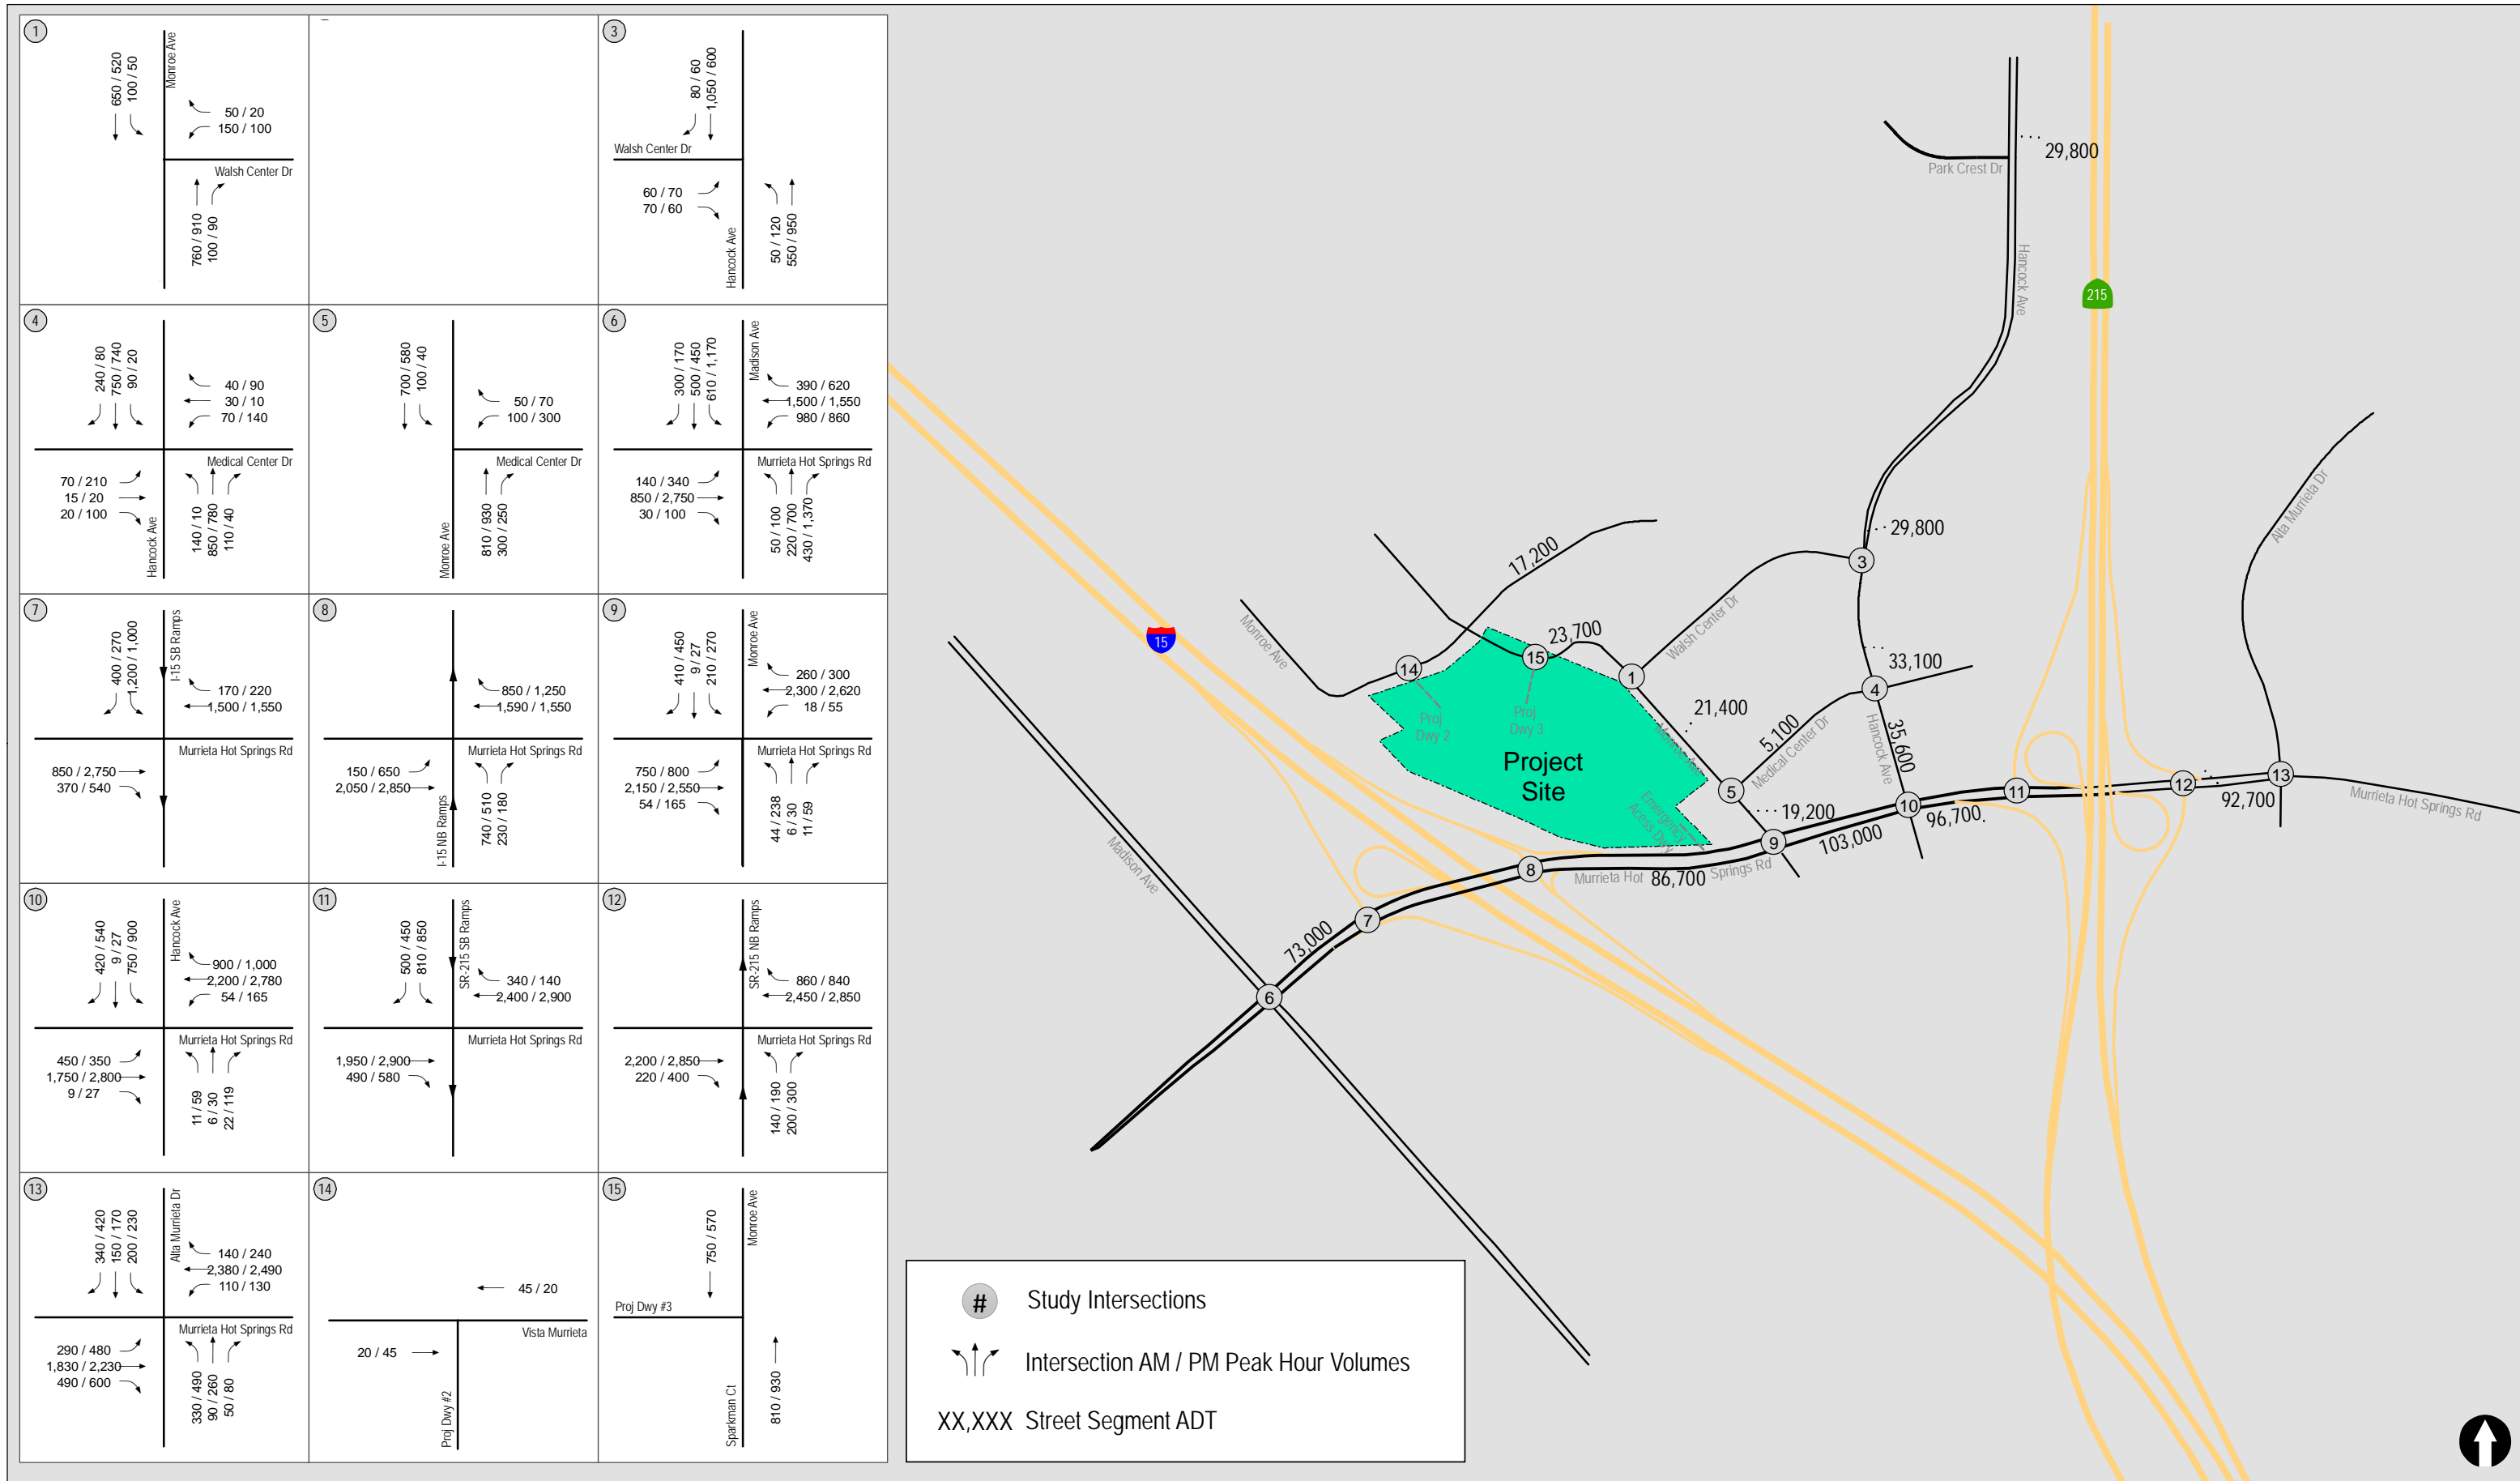 1
650 / 520
100 / 50
Monroe Ave
50 / 20
150 / 100
Walsh Center Dr
760 / 910
100 / 90
3
80 / 60
1,050 / 600
Walsh Center Dr
60 / 70
70 / 60
Hancock Ave
50 / 120
550 / 950
4
240 / 80
750 / 740
90 / 20
40 / 90
30 / 10
70 / 140
Medical Center Dr
70 / 210
15 / 20
20 / 100
Hancock Ave
140 / 10
850 / 780
110 / 40
5
700 / 580
100 / 40
50 / 70
100 / 300
Medical Center Dr
Monroe Ave
810 / 930
300 / 250
6
300 / 170
500 / 450
610 / 1,170
Madison Ave
390 / 620
1,500 / 1,550
980 / 860
Murrieta Hot Springs Rd
140 / 340
850 / 2,750
30 / 100
50 / 100
220 / 700
430 / 1,370
7
400 / 270
1,200 / 1,000
I-15 SB Ramps
170 / 220
1,500 / 1,550
Murrieta Hot Springs Rd
850 / 2,750
370 / 540
8
850 / 1,250
1,590 / 1,550
Murrieta Hot Springs Rd
150 / 650
2,050 / 2,850
I-15 NB Ramps
740 / 510
230 / 180
9
410 / 450
9 / 27
210 / 270
Monroe Ave
260 / 300
2,300 / 2,620
18 / 55
Murrieta Hot Springs Rd
750 / 800
2,150 / 2,550
54 / 165
44 / 238
6 / 30
11 / 59
10
420 / 540
9 / 27
750 / 900
Hancock Ave
900 / 1,000
2,200 / 2,780
54 / 165
Murrieta Hot Springs Rd
450 / 350
1,750 / 2,800
9 / 27
11 / 59
6 / 30
22 / 119
11
500 / 450
810 / 850
SR-215 SB Ramps
340 / 140
2,400 / 2,900
Murrieta Hot Springs Rd
1,950 / 2,900
490 / 580
12
SR-215 NB Ramps
860 / 840
2,450 / 2,850
Murrieta Hot Springs Rd
2,200 / 2,850
220 / 400
140 / 190
200 / 300
13
340 / 420
150 / 170
200 / 230
Alta Murrieta Dr
140 / 240
2,380 / 2,490
110 / 130
Murrieta Hot Springs Rd
290 / 480
1,830 / 2,230
490 / 600
330 / 490
90 / 260
50 / 80
14
45 / 20
Vista Murrieta
20 / 45
Proj Dwy #2
15
750 / 570
Monroe Ave
Proj Dwy #3
Sparkman Ct
810 / 930
29,800
Park Crest Dr
Hancock Ave
215
29,800
3
17,200
Alta Murrieta Dr
Monroe Ave
15
23,700
Walsh Center Dr
15
14
1
33,100
4
Proj
Dwy 2
Proj
Dwy 3
21,400
Monroe Ave
5,100
Medical Center Dr
Hancock Ave
35,600
Project
Site
5
11
12
13
92,700
Murrieta Hot Springs Rd
Emergency
Acess Dwy
19,200
10
96,700
9
103,000
8
Murrieta Hot
86,700
Springs Rd
Madison Ave
7
73,000
6
# Study Intersections
Intersection AM / PM Peak Hour Volumes
XX,XXX Street Segment ADT